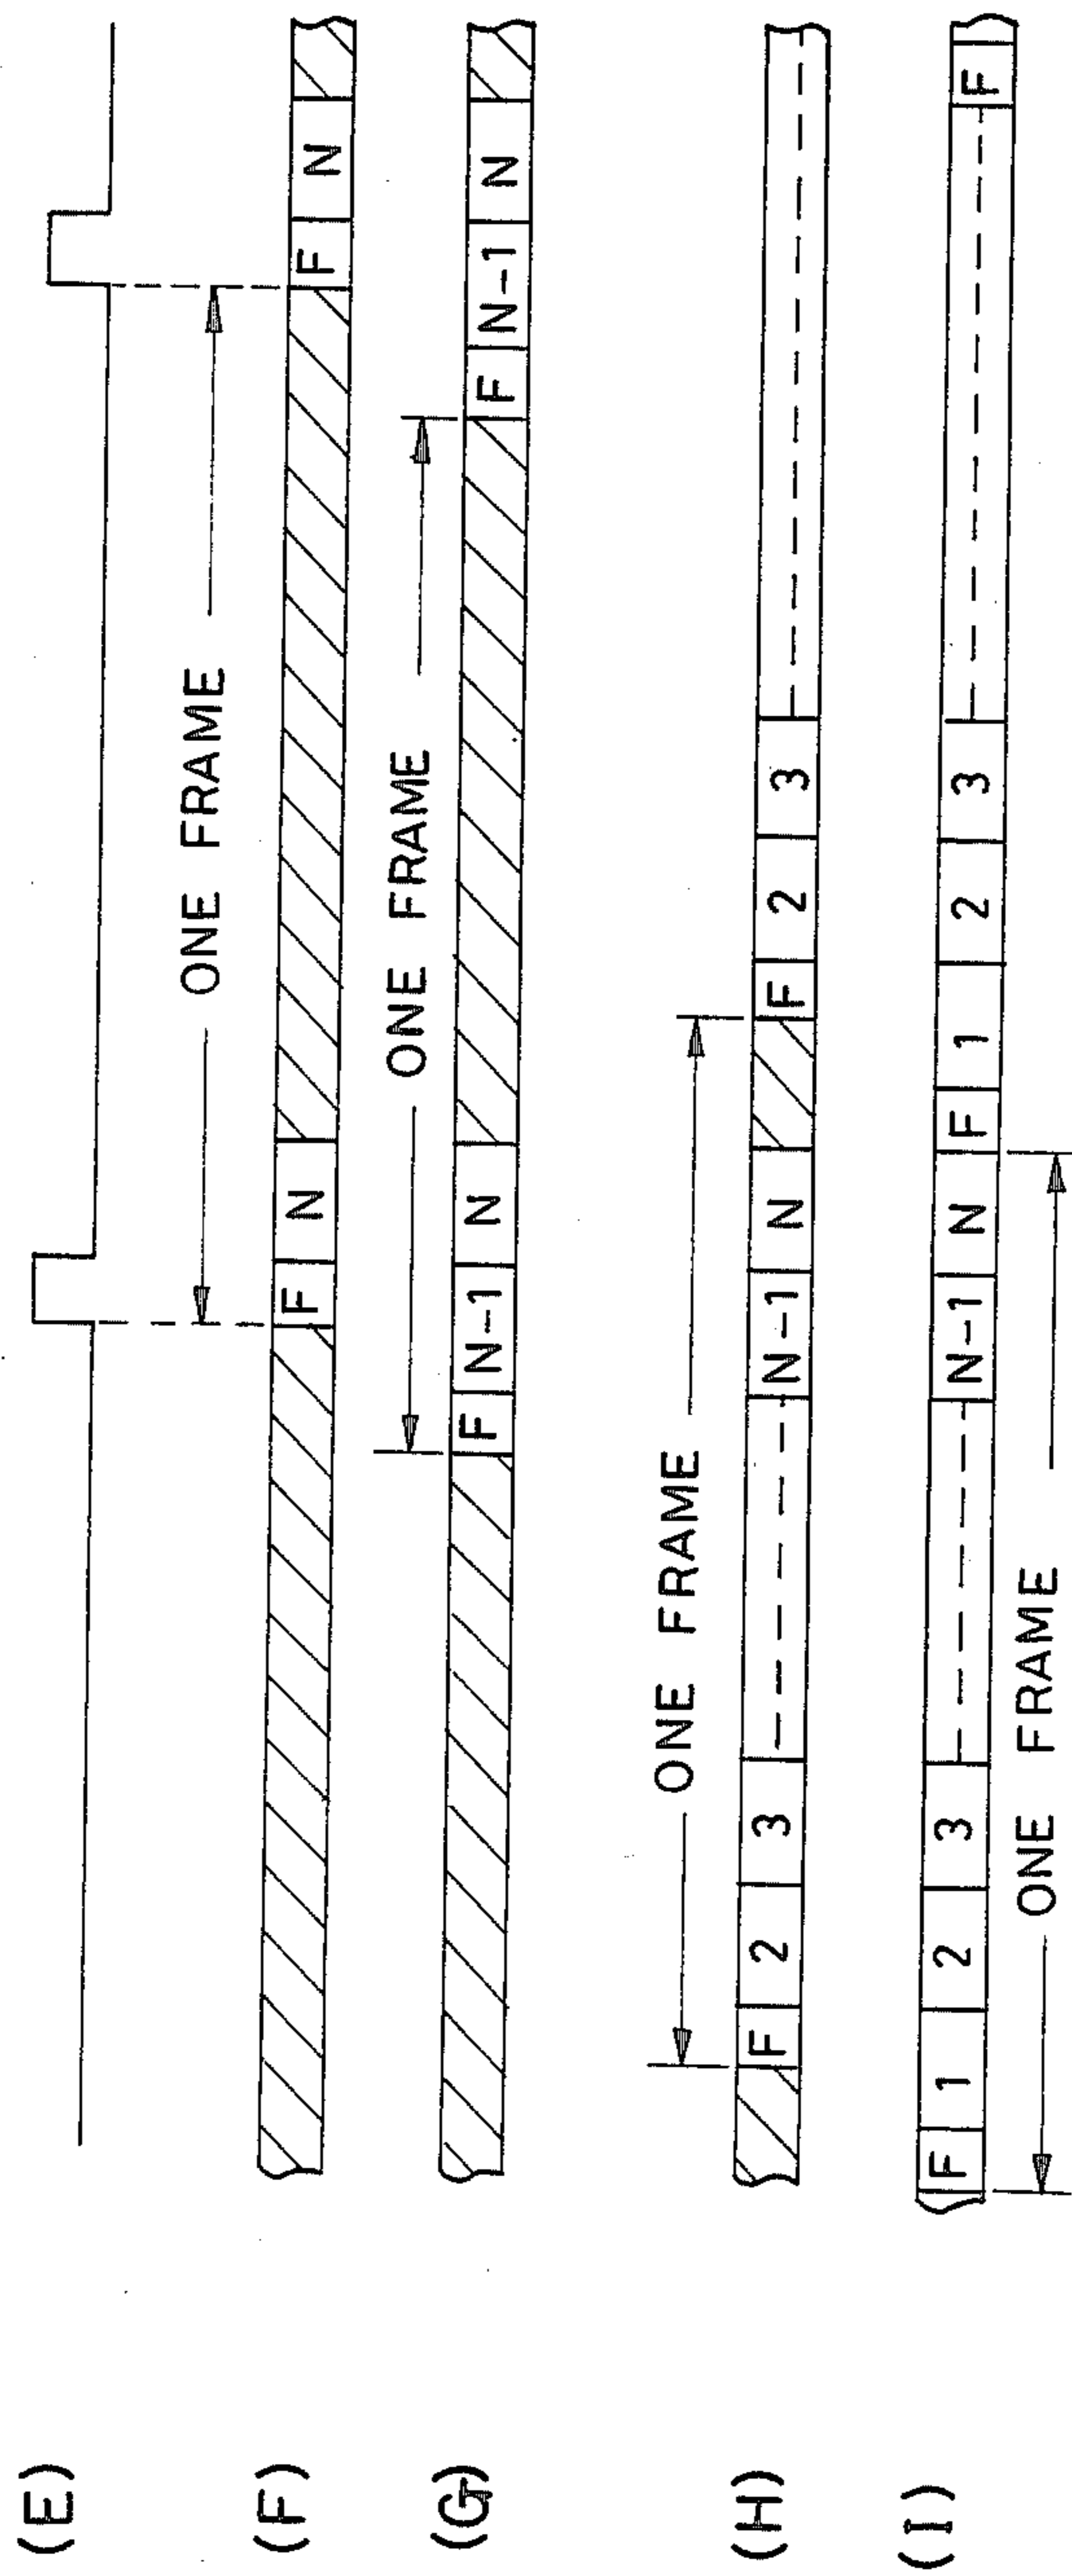 (E)
ONE FRAME
(F) F N F N
ONE FRAME
(G) F N-1 N F N-1 N
ONE FRAME
(H) F 2 3 N-1 N F 2 3
(I) F 1 2 3 N-1 N F 1 2 3 F
ONE FRAME